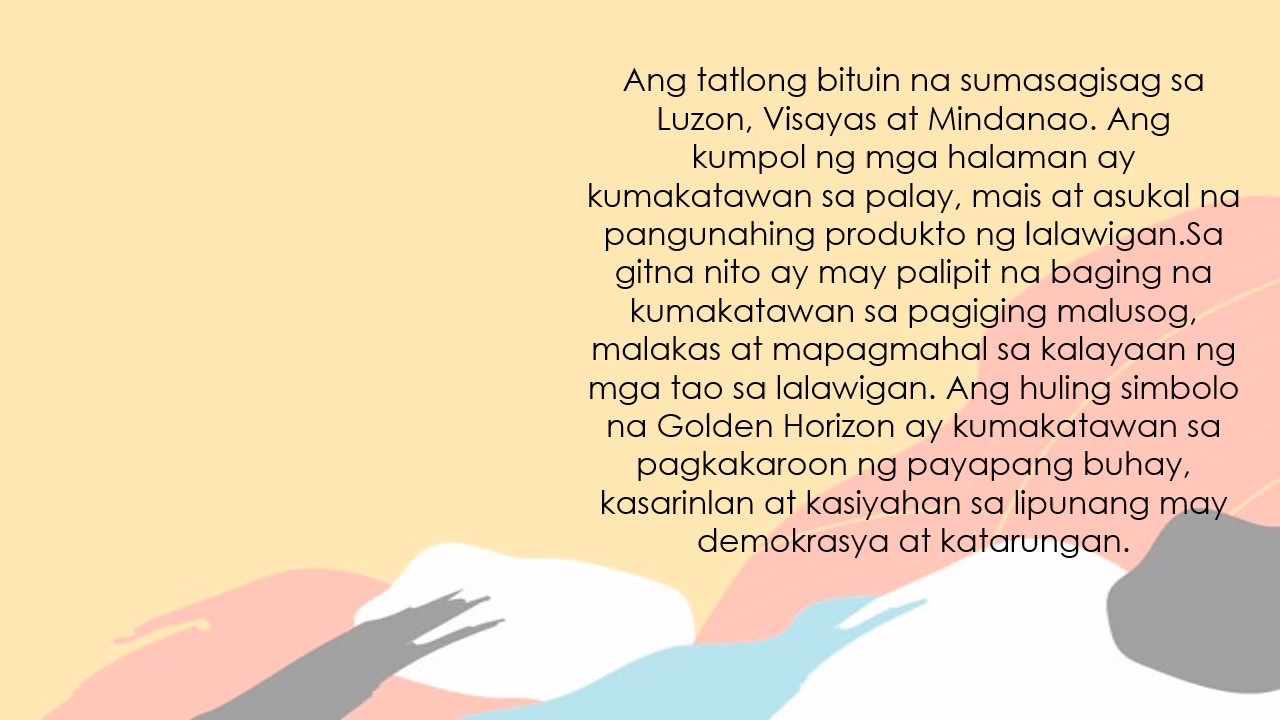 Ang tatlong bituin na sumasagisag sa
Luzon, Visayas at Mindanao. Ang
kumpol ng mga halaman ay
kumakatawan sa palay, mais at asukal na
pangunahing produkto ng lalawigan.Sa
gitna nito ay may palipit na baging na
kumakatawan sa pagiging malusog,
malakas at mapagmahal sa kalayaan ng
mga tao sa lalawigan. Ang huling simbolo
na Golden Horizon ay kumakatawan sa
pagkakaroon ng payapang buhay,
kasarinlan at kasiyahan sa lipunang may
demokrasya at katarungan.